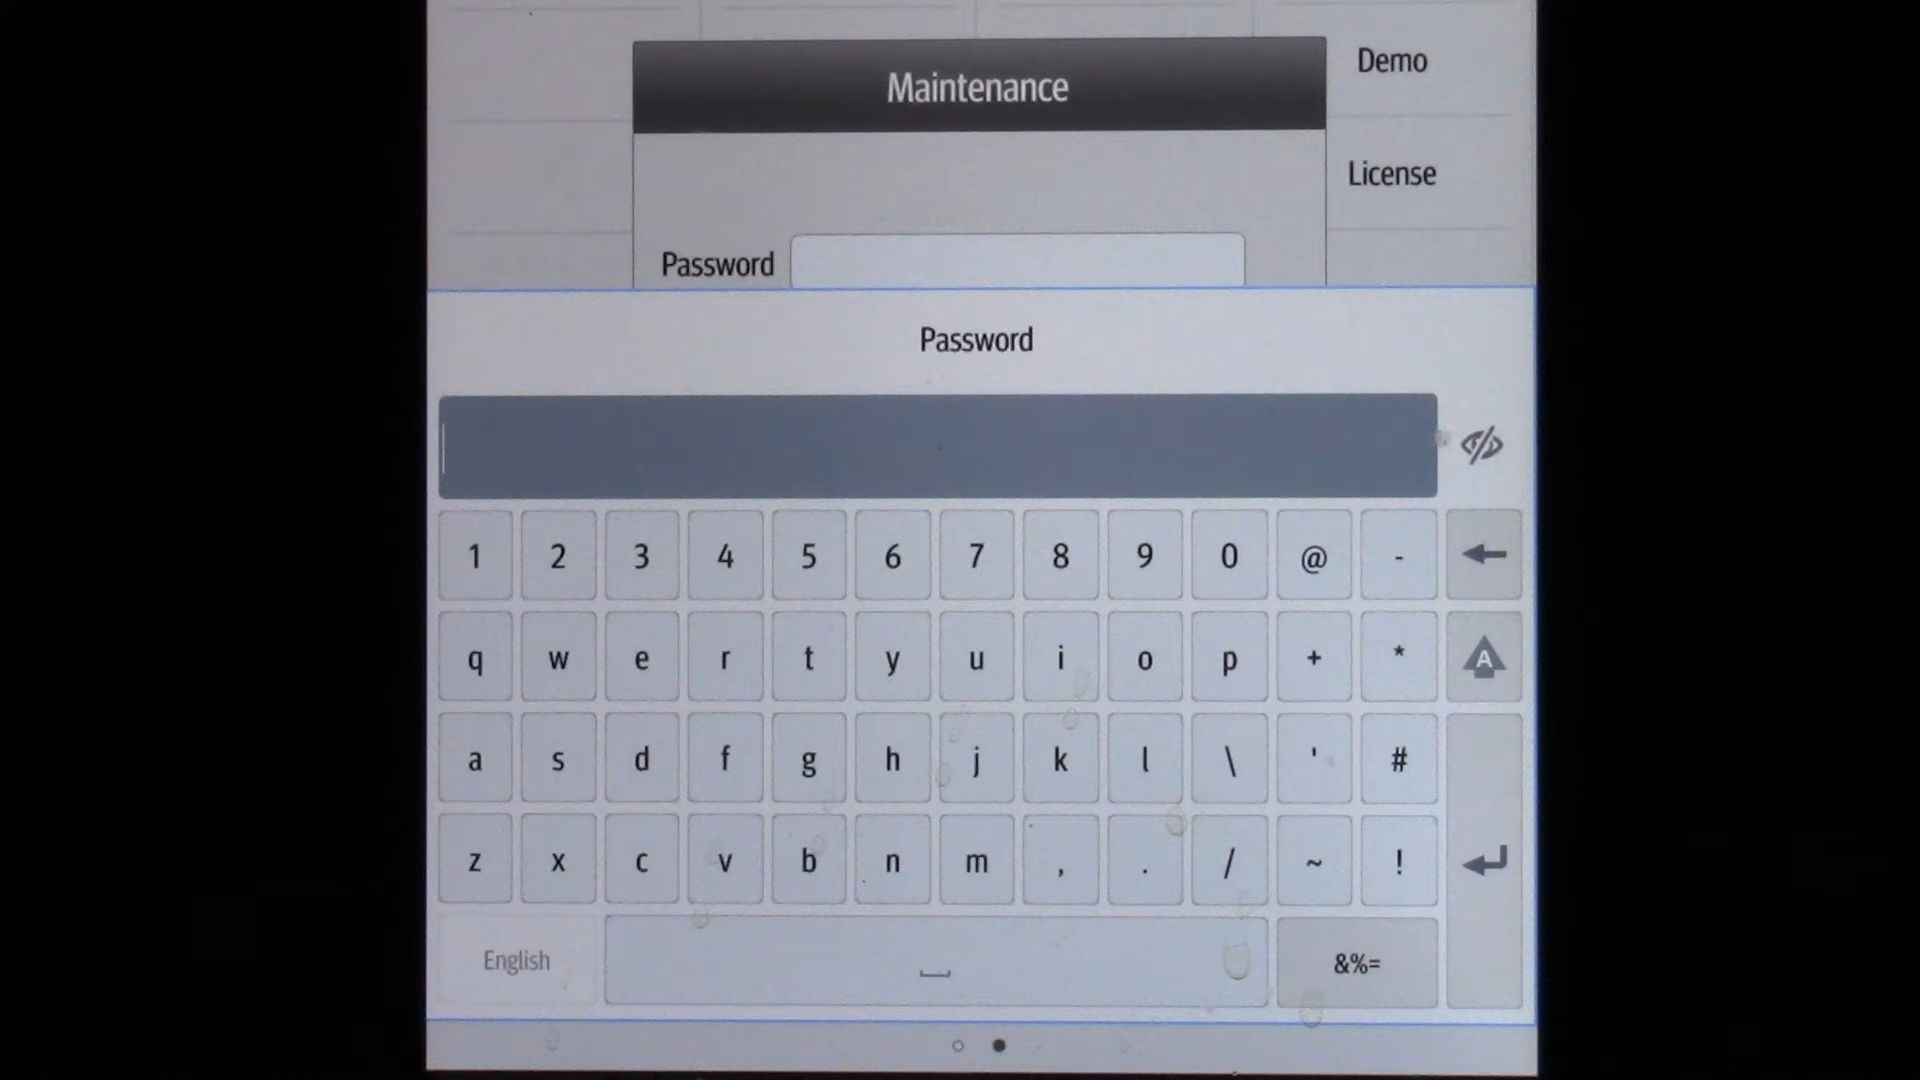 Maintenance
Demo
License
Password
Password
1 2 3 4 5 6 7 8 9 0 @ -
q w e r t y u i o p + * A
a s d f g h j k l \ ' #
z x c v b n m , . / ~ !
English &%=